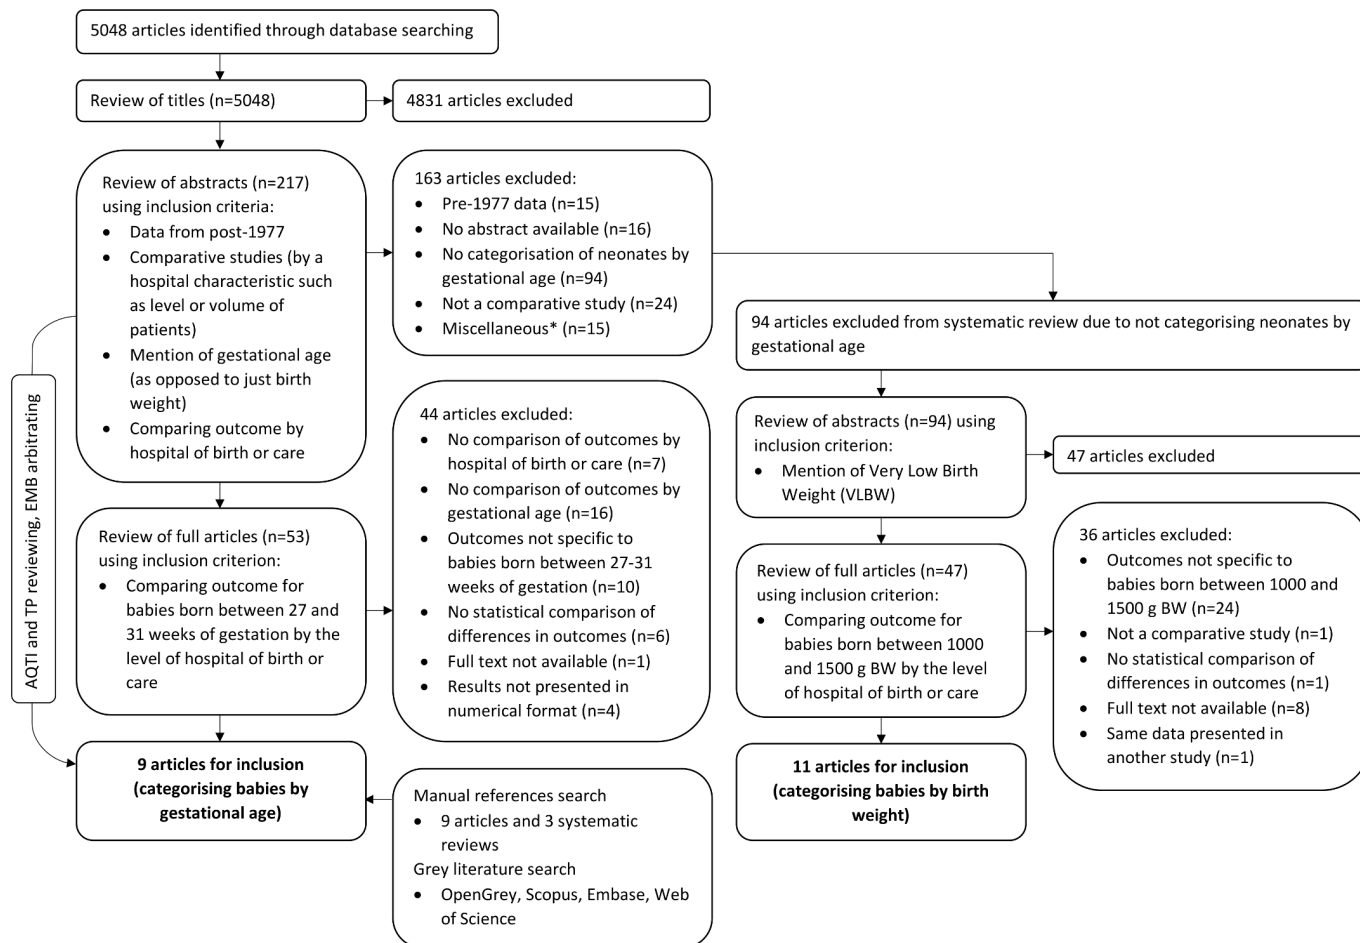 5048 articles identified through database searching
Review of titles (n=5048)
4831 articles excluded
Review of abstracts (n=217)
using inclusion criteria:
• Data from post-1977
• Comparative studies (by a
hospital characteristic such
as level or volume of
patients)
• Mention of gestational age
(as opposed to just birth
weight)
• Comparing outcome by
hospital of birth or care
163 articles excluded:
• Pre-1977 data (n=15)
• No abstract available (n=16)
• No categorisation of neonates by
gestational age (n=94)
• Not a comparative study (n=24)
• Miscellaneous* (n=15)
94 articles excluded from systematic review due to not categorising neonates by
gestational age
AQTI and TP reviewing, EMB arbitrating
Review of full articles (n=53)
using inclusion criterion:
• Comparing outcome for
babies born between 27 and
31 weeks of gestation by the
level of hospital of birth or
care
44 articles excluded:
• No comparison of outcomes by
hospital of birth or care (n=7)
• No comparison of outcomes by
gestational age (n=16)
• Outcomes not specific to
babies born between 27-31
weeks of gestation (n=10)
• No statistical comparison of
differences in outcomes (n=6)
• Full text not available (n=1)
• Results not presented in
numerical format (n=4)
Review of abstracts (n=94) using
inclusion criterion:
• Mention of Very Low Birth
Weight (VLBW)
47 articles excluded
Review of full articles (n=47)
using inclusion criterion:
• Comparing outcome for
babies born between 1000
and 1500 g BW by the level
of hospital of birth or care
36 articles excluded:
• Outcomes not specific to
babies born between 1000 and
1500 g BW (n=24)
• Not a comparative study (n=1)
• No statistical comparison of
differences in outcomes (n=1)
• Full text not available (n=8)
• Same data presented in
another study (n=1)
9 articles for inclusion
(categorising babies by
gestational age)
Manual references search
• 9 articles and 3 systematic
reviews
Grey literature search
• OpenGrey, Scopus, Embase, Web
of Science
11 articles for inclusion
(categorising babies by birth
weight)